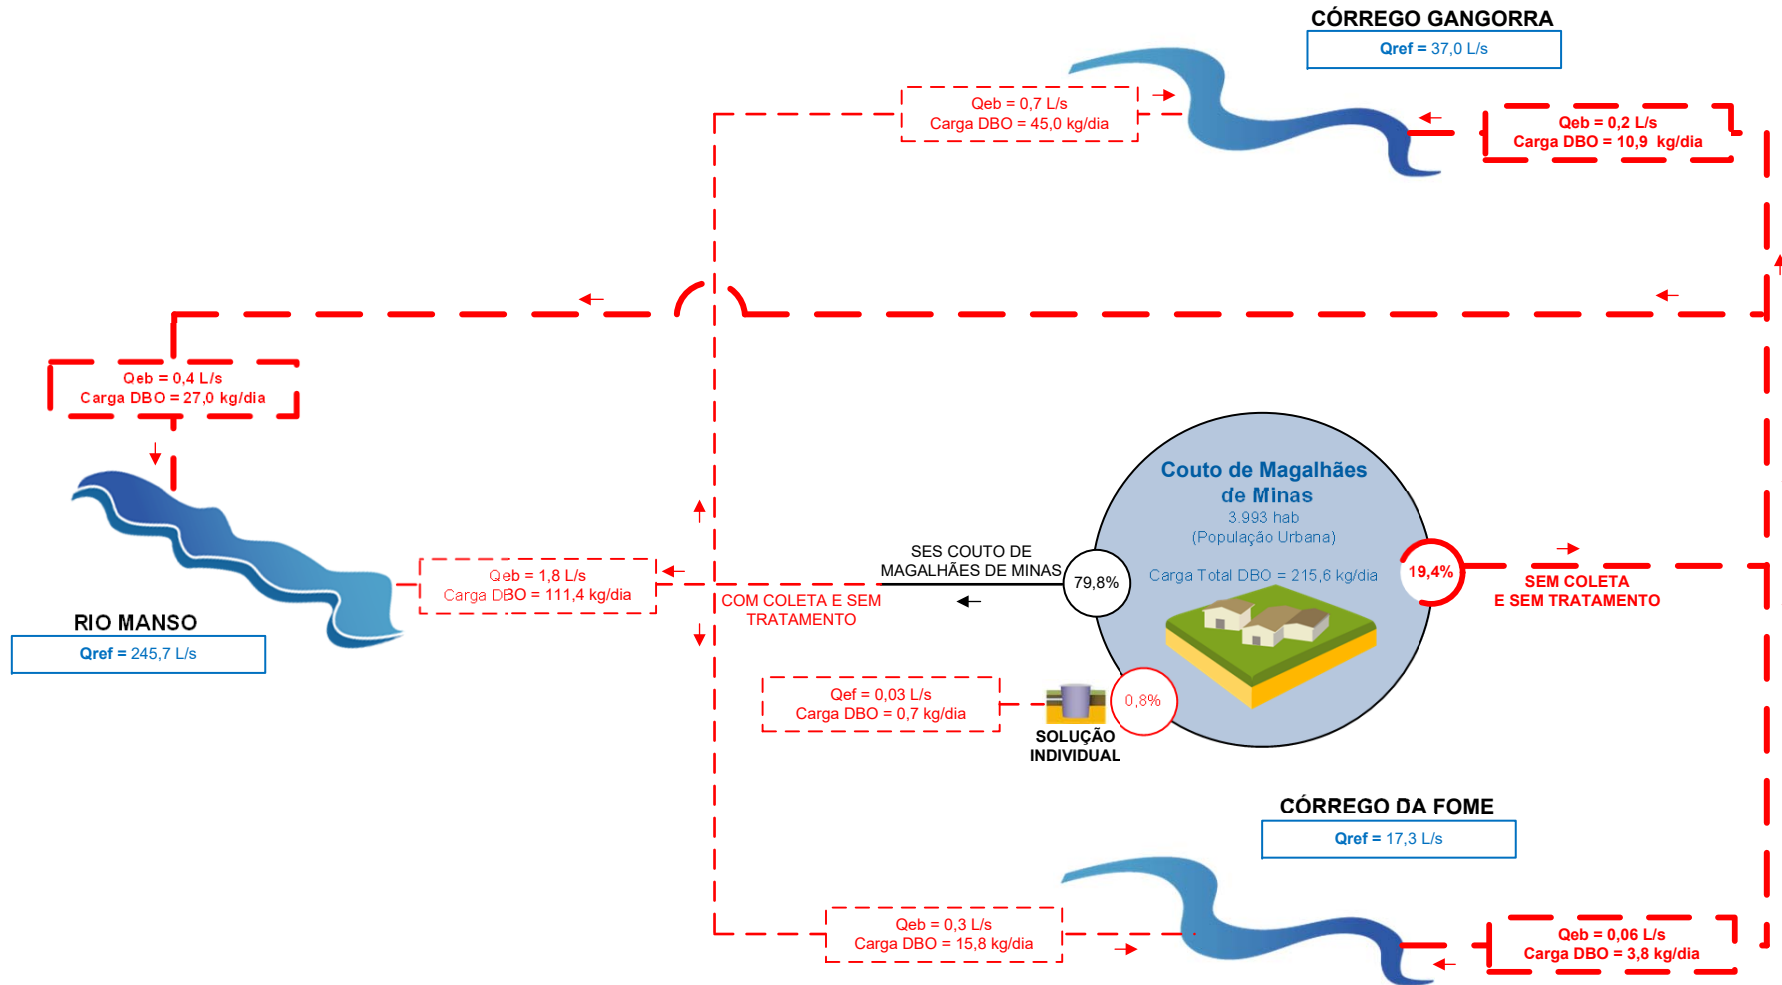 CÓRREGO GANGORRA
Qref = 37,0 L/s
Qeb = 0,7 L/s
Carga DBO = 45,0 kg/dia
Qeb = 0,2 L/s
Carga DBO = 10,9 kg/dia
Qeb = 0,4 L/s
Carga DBO = 27,0 kg/dia
Couto de Magalhães
de Minas
3.993 hab
(População Urbana)
Carga Total DBO = 215,6 kg/dia
SES COUTO DE
MAGALHÃES DE MINAS
79,8%
19,4%
SEM COLETA
E SEM TRATAMENTO
Qeb = 1,8 L/s
Carga DBO = 111,4 kg/dia
COM COLETA E SEM
TRATAMENTO
RIO MANSO
Qref = 245,7 L/s
Qef = 0,03 L/s
Carga DBO = 0,7 kg/dia
0,8%
SOLUÇÃO
INDIVIDUAL
CÓRREGO DA FOME
Qref = 17,3 L/s
Qeb = 0,3 L/s
Carga DBO = 15,8 kg/dia
Qeb = 0,06 L/s
Carga DBO = 3,8 kg/dia